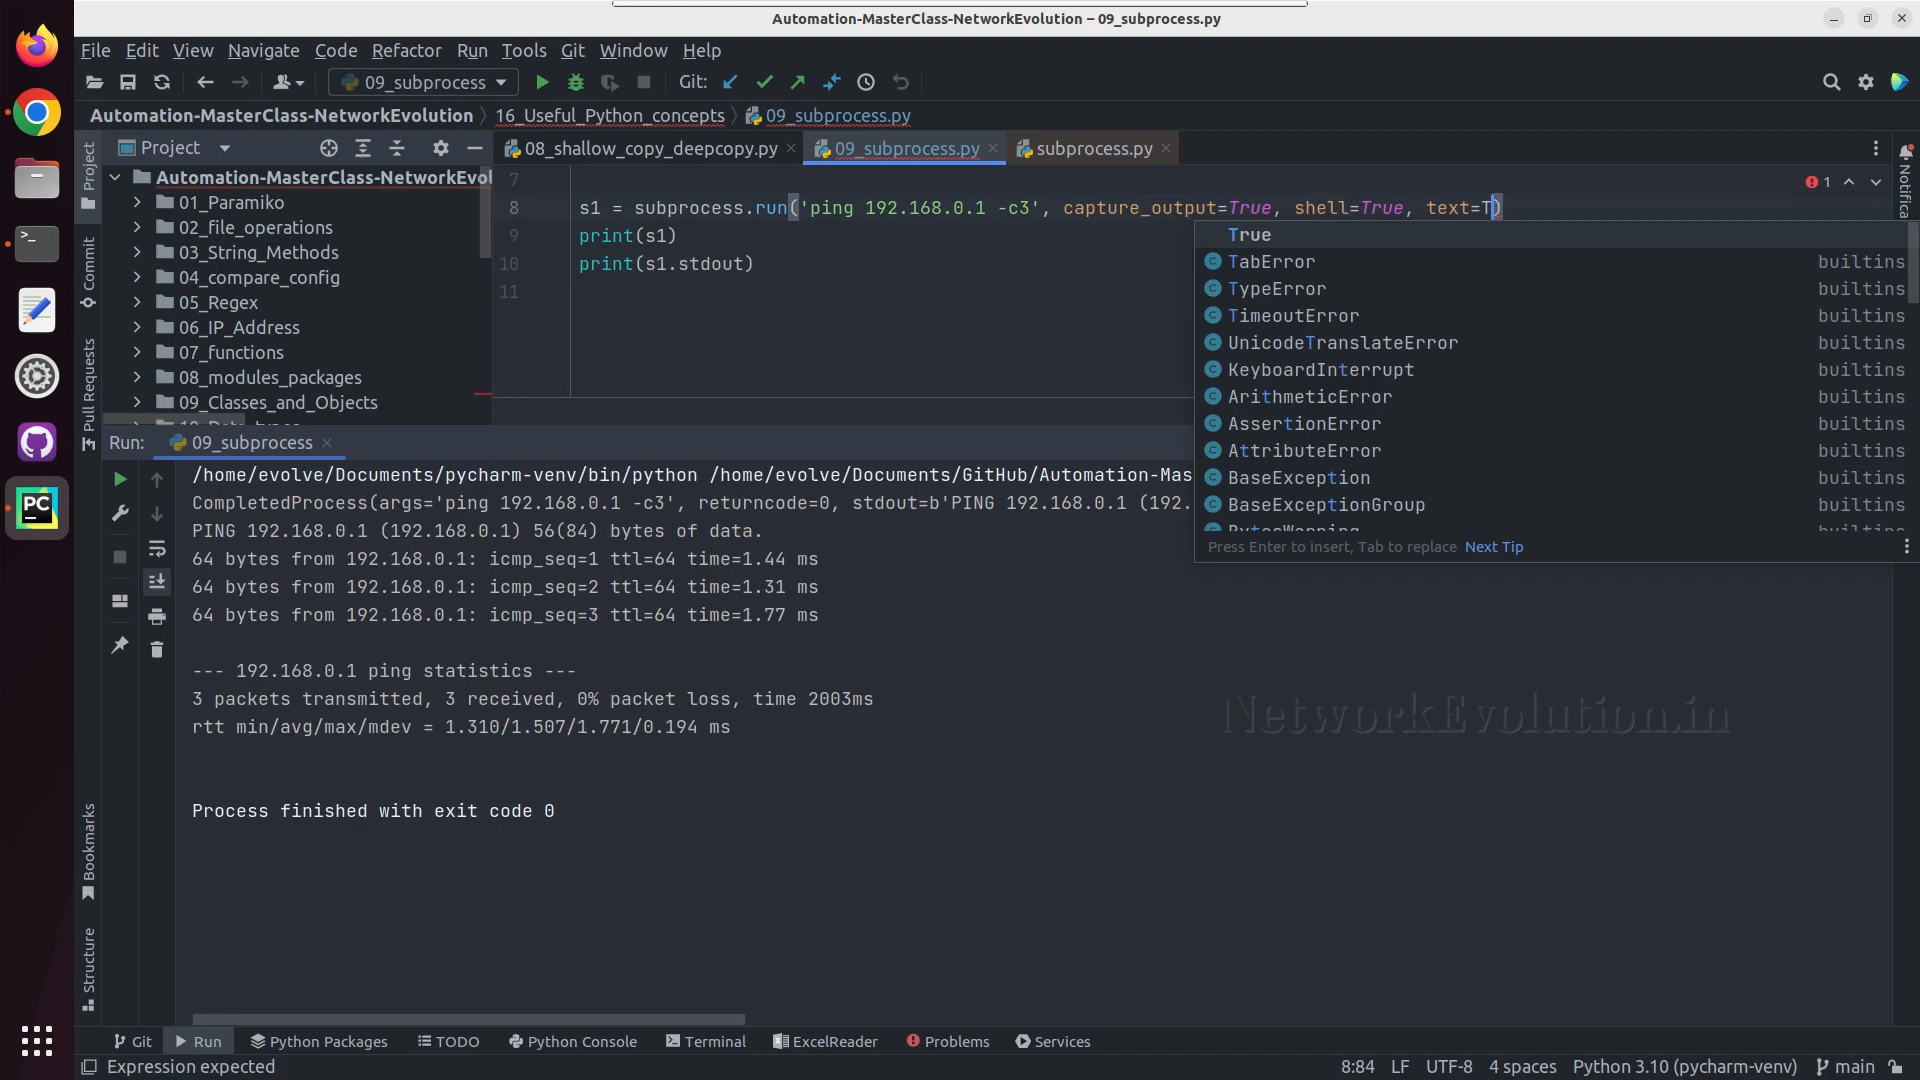 Automation-MasterClass-NetworkEvolution – 09_subprocess.py
File Edit View Navigate Code Refactor Run Tools Git Window Help
09_subprocess Git:
Automation-MasterClass-NetworkEvolution 16_Useful_Python_concepts 09_subprocess.py
Project
08_shallow_copy_deepcopy.py 09_subprocess.py subprocess.py
Automation-MasterClass-NetworkEvol
01_Paramiko
02_file_operations
03_String_Methods
04_compare_config
05_Regex
06_IP_Address
07_functions
08_modules_packages
09_Classes_and_Objects
7
8 s1 = subprocess.run('ping 192.168.0.1 -c3', capture_output=True, shell=True, text=T)
9 print(s1)
10 print(s1.stdout)
11
1
True
TabError builtins
TypeError builtins
TimeoutError builtins
UnicodeTranslateError builtins
KeyboardInterrupt builtins
ArithmeticError builtins
AssertionError builtins
AttributeError builtins
BaseException builtins
BaseExceptionGroup builtins
BytesWarning builtins
Press Enter to insert, Tab to replace Next Tip
Project
Commit
Pull Requests
Bookmarks
Structure
Notifica
Run: 09_subprocess
/home/evolve/Documents/pycharm-venv/bin/python /home/evolve/Documents/GitHub/Automation-Mas
CompletedProcess(args='ping 192.168.0.1 -c3', returncode=0, stdout=b'PING 192.168.0.1 (192.
PING 192.168.0.1 (192.168.0.1) 56(84) bytes of data.
64 bytes from 192.168.0.1: icmp_seq=1 ttl=64 time=1.44 ms
64 bytes from 192.168.0.1: icmp_seq=2 ttl=64 time=1.31 ms
64 bytes from 192.168.0.1: icmp_seq=3 ttl=64 time=1.77 ms
--- 192.168.0.1 ping statistics ---
3 packets transmitted, 3 received, 0% packet loss, time 2003ms
rtt min/avg/max/mdev = 1.310/1.507/1.771/0.194 ms
Process finished with exit code 0
NetworkEvolution.in
PC
Git Run Python Packages TODO Python Console Terminal ExcelReader Problems Services
Expression expected 8:84 LF UTF-8 4 spaces Python 3.10 (pycharm-venv) main